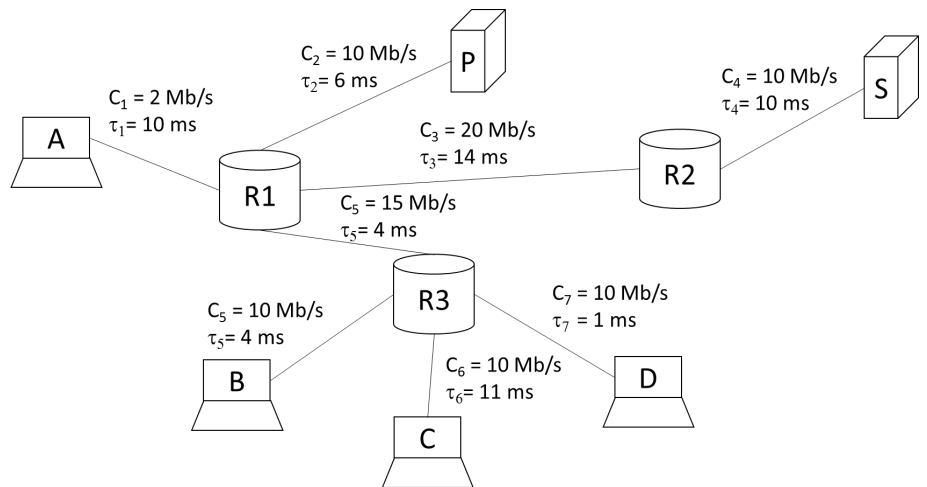 P
C₂ = 10 Mb/s
τ₂= 6 ms
C₄ = 10 Mb/s
τ₄= 10 ms
S
C₁ = 2 Mb/s
τ₁= 10 ms
A
C₃ = 20 Mb/s
τ₃= 14 ms
R2
R1
C₅ = 15 Mb/s
τ₅= 4 ms
R3
C₇ = 10 Mb/s
τ₇ = 1 ms
C₅ = 10 Mb/s
τ₅= 4 ms
B
C₆ = 10 Mb/s
τ₆= 11 ms
D
C